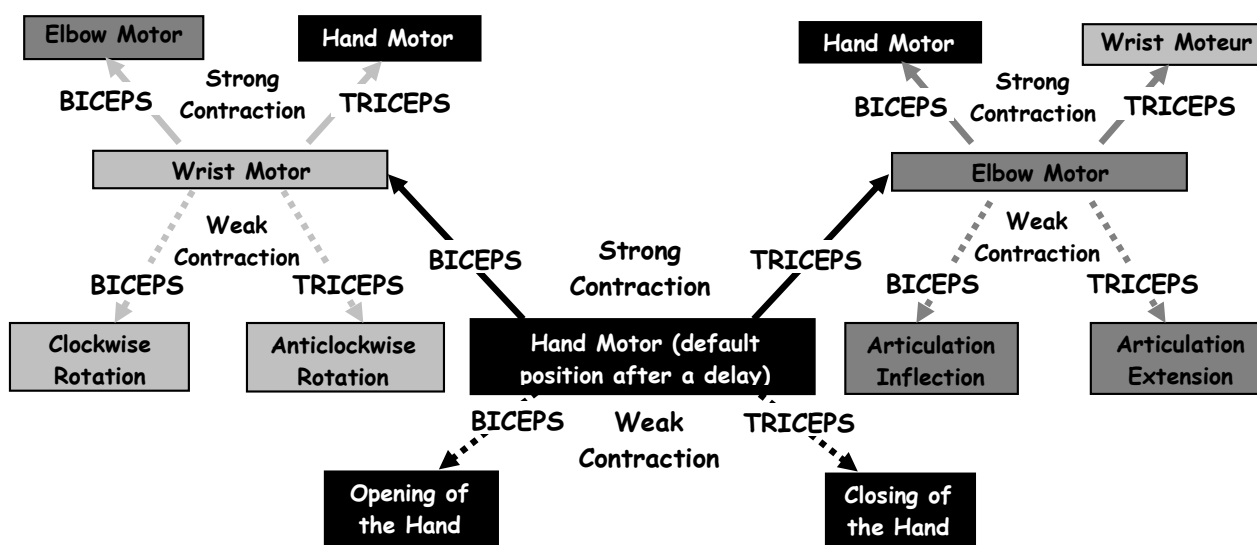 Elbow Motor
Hand Motor
Hand Motor
Wrist Moteur
Strong
Contraction
BICEPS
TRICEPS
Strong
Contraction
BICEPS
TRICEPS
Wrist Motor
Elbow Motor
Weak
Contraction
BICEPS
TRICEPS
Strong
Contraction
BICEPS
TRICEPS
Weak
Contraction
BICEPS
TRICEPS
Clockwise
Rotation
Anticlockwise
Rotation
Hand Motor (default
position after a delay)
Articulation
Inflection
Articulation
Extension
BICEPS
Weak
Contraction
TRICEPS
Opening of
the Hand
Closing of
the Hand